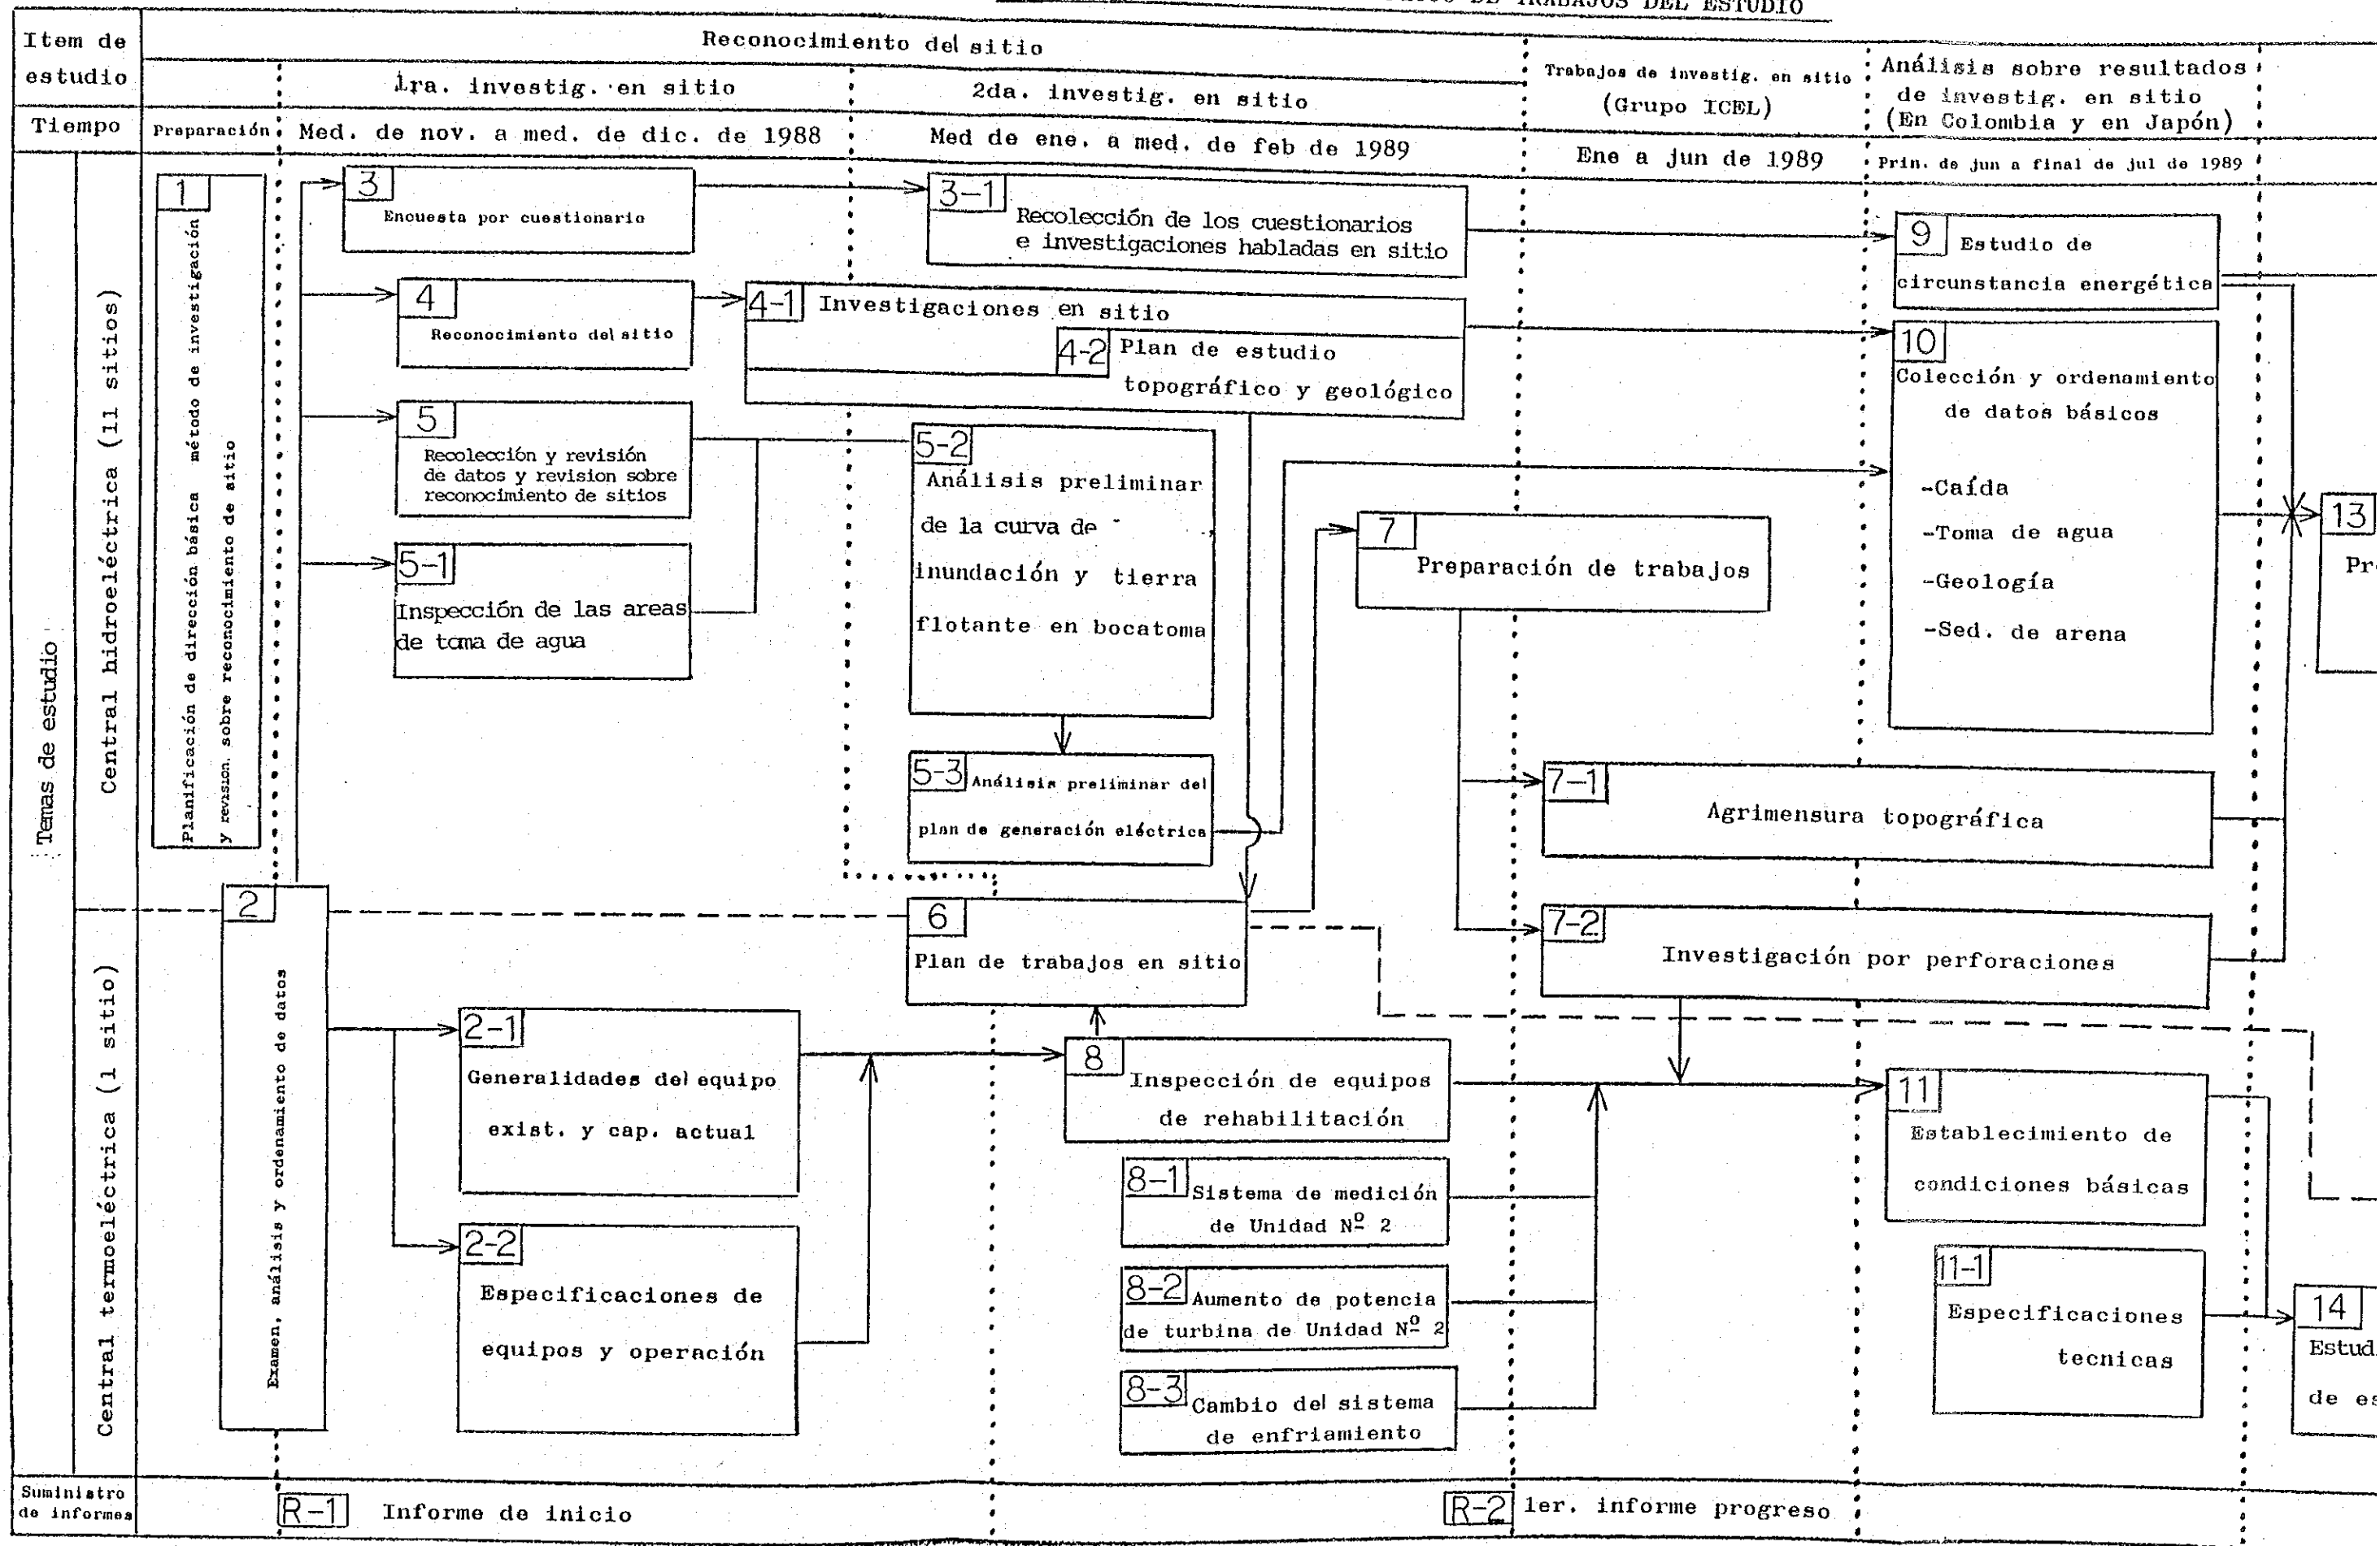 DE TRABAJOS DEL ESTUDIO
Item de
estudio
Reconocimiento del sitio
1ra. investig. en sitio
2da. investig. en sitio
Trabajos de investig. en sitio
(Grupo ICEL)
Análisis sobre resultados
de investig. en sitio
(En Colombia y en Japón)
Tiempo
Preparación
Med. de nov. a med. de dic. de 1988
Med de ene. a med. de feb de 1989
Ene a jun de 1989
Prin. de jun a final de jul de 1989
Temas de estudio
Central hidroeléctrica (11 sitios)
1
Planificación de dirección básica método de investigación
y revision. sobre reconocimiento de sitio
3
Encuesta por cuestionario
3-1
Recolección de los cuestionarios
e investigaciones habladas en sitio
9 Estudio de
circunstancia energética
4
Reconocimiento del sitio
4-1 Investigaciones en sitio
4-2 Plan de estudio
topográfico y geológico
10
Colección y ordenamiento
de datos básicos
-Caída
-Toma de agua
-Geología
-Sed. de arena
5
Recolección y revisión
de datos y revision sobre
reconocimiento de sitios
5-1
Inspección de las areas
de toma de agua
5-2
Análisis preliminar
de la curva de
inundación y tierra
flotante en bocatoma
5-3 Análisis preliminar del
plan de generación eléctrica
7
Preparación de trabajos
7-1
Agrimensura topográfica
7-2
Investigación por perforaciones
13
6
Plan de trabajos en sitio
Central termoeléctrica (1 sitio)
2
Examen, análisis y ordenamiento de datos
2-1
Generalidades del equipo
exist. y cap. actual
2-2
Especificaciones de
equipos y operación
8
Inspección de equipos
de rehabilitación
8-1 Sistema de medición
de Unidad Nº 2
8-2 Aumento de potencia
de turbina de Unidad Nº 2
8-3
Cambio del sistema
de enfriamiento
11
Establecimiento de
condiciones básicas
11-1
Especificaciones
tecnicas
14
Estud
de es
Suministro
de informes
R-1 Informe de inicio
R-2 1er. informe progreso